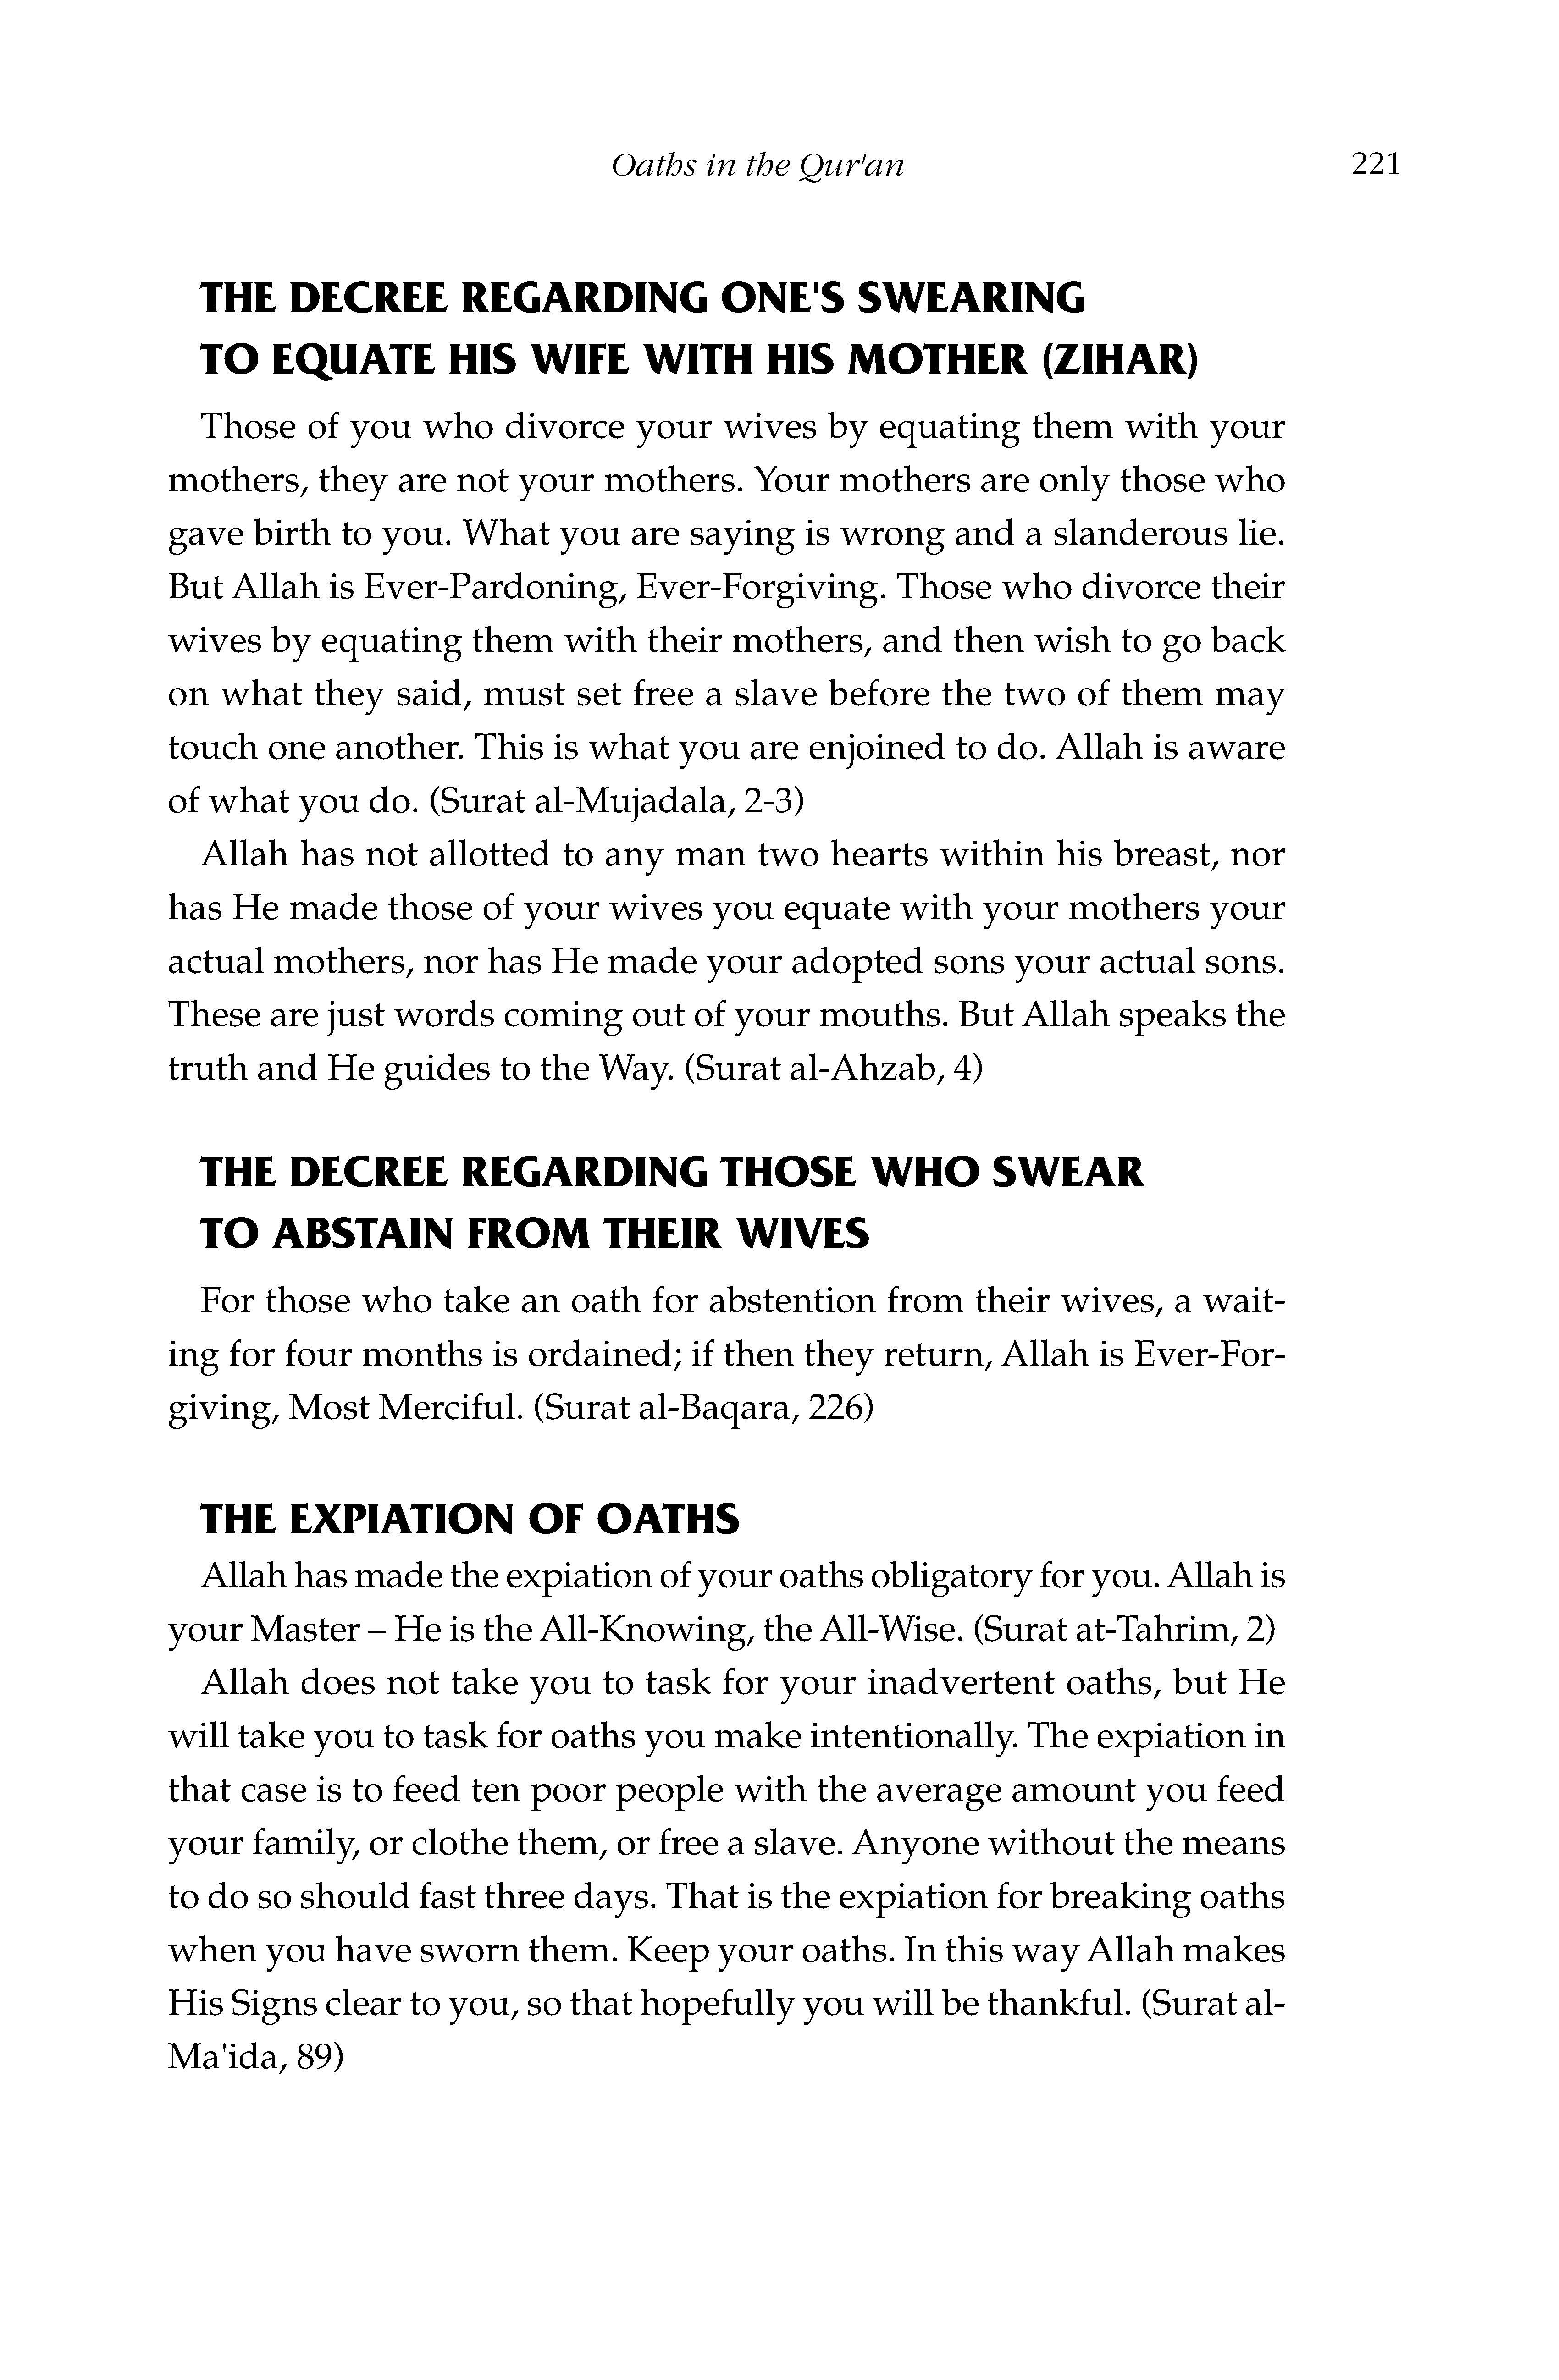 Oaths in the Qur'an 221
THE DECREE REGARDING ONE'S SWEARING
TO EQUATE HIS WIFE WITH HIS MOTHER (ZIHAR)
Those of you who divorce your wives by equating them with your
mothers, they are not your mothers. Your mothers are only those who
gave birth to you. What you are saying is wrong and a slanderous lie.
But Allah is Ever-Pardoning, Ever-Forgiving. Those who divorce their
wives by equating them with their mothers, and then wish to go back
on what they said, must set free a slave before the two of them may
touch one another. This is what you are enjoined to do. Allah is aware
of what you do. (Surat al-Mujadala, 2-3)
Allah has not allotted to any man two hearts within his breast, nor
has He made those of your wives you equate with your mothers your
actual mothers, nor has He made your adopted sons your actual sons.
These are just words coming out of your mouths. But Allah speaks the
truth and He guides to the Way. (Surat al-Ahzab, 4)
THE DECREE REGARDING THOSE WHO SWEAR
TO ABSTAIN FROM THEIR WIVES
For those who take an oath for abstention from their wives, a wait-
ing for four months is ordained; if then they return, Allah is Ever-For-
giving, Most Merciful. (Surat al-Baqara, 226)
THE EXPIATION OF OATHS
Allah has made the expiation of your oaths obligatory for you. Allah is
your Master – He is the All-Knowing, the All-Wise. (Surat at-Tahrim, 2)
Allah does not take you to task for your inadvertent oaths, but He
will take you to task for oaths you make intentionally. The expiation in
that case is to feed ten poor people with the average amount you feed
your family, or clothe them, or free a slave. Anyone without the means
to do so should fast three days. That is the expiation for breaking oaths
when you have sworn them. Keep your oaths. In this way Allah makes
His Signs clear to you, so that hopefully you will be thankful. (Surat al-
Ma'ida, 89)